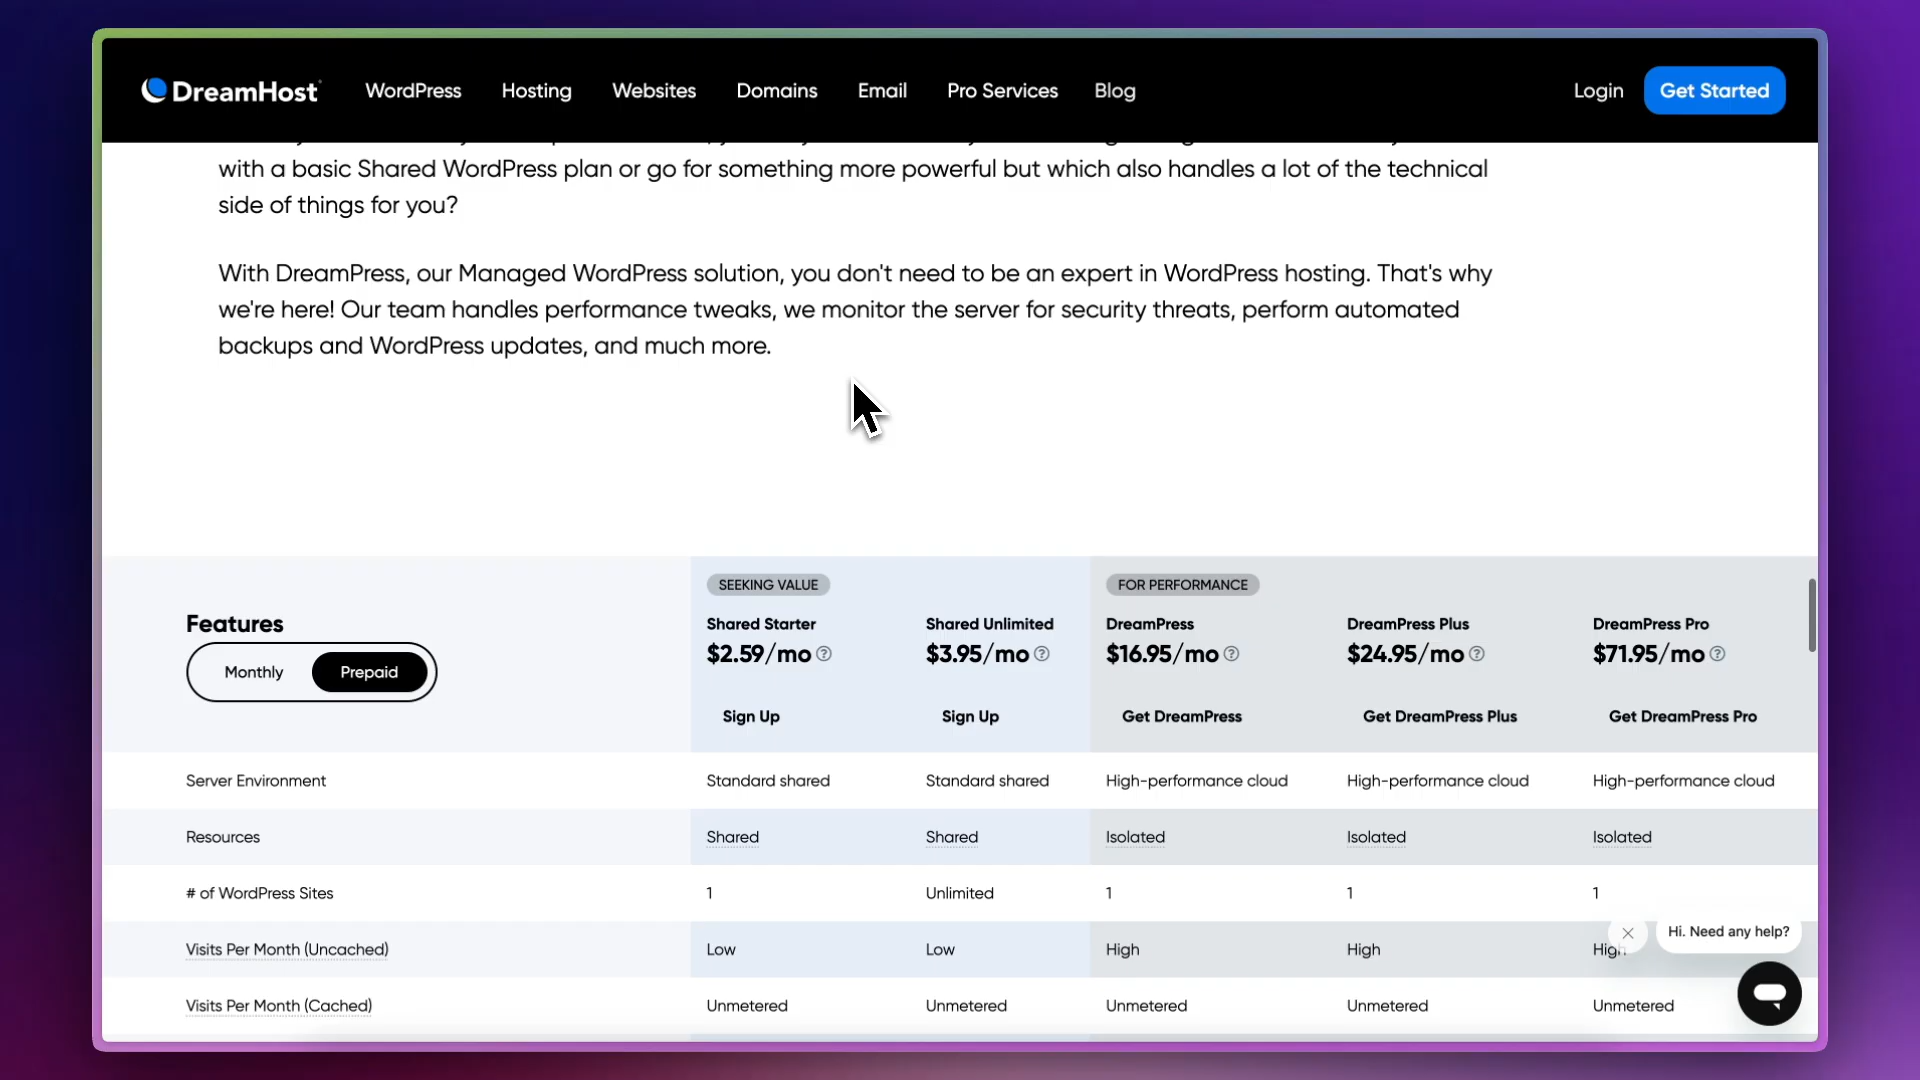 DreamHost WordPress Hosting Websites Domains Email Pro Services Blog Login Get Started
with a basic Shared WordPress plan or go for something more powerful but which also handles a lot of the technical
side of things for you?
With DreamPress, our Managed WordPress solution, you don't need to be an expert in WordPress hosting. That's why
we're here! Our team handles performance tweaks, we monitor the server for security threats, perform automated
backups and WordPress updates, and much more.
SEEKING VALUE FOR PERFORMANCE
Features Shared Starter Shared Unlimited DreamPress DreamPress Plus DreamPress Pro
$2.59/mo ? $3.95/mo ? $16.95/mo ? $24.95/mo ? $71.95/mo ?
Monthly Prepaid
Sign Up Sign Up Get DreamPress Get DreamPress Plus Get DreamPress Pro
Server Environment Standard shared Standard shared High-performance cloud High-performance cloud High-performance cloud
Resources Shared Shared Isolated Isolated Isolated
# of WordPress Sites 1 Unlimited 1 1 1
Hi. Need any help?
Visits Per Month (Uncached) Low Low High High High
Visits Per Month (Cached) Unmetered Unmetered Unmetered Unmetered Unmetered